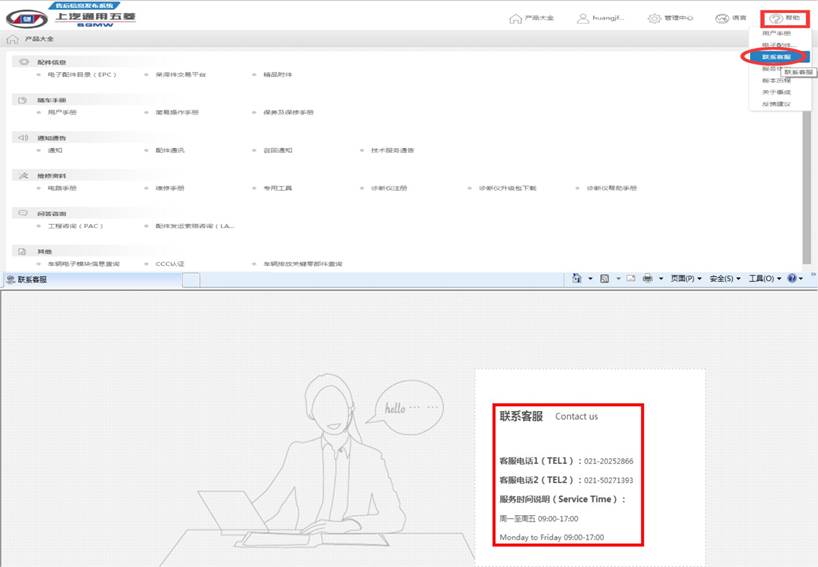 售后信息发布系统
上汽通用五菱
SGMW
产品大全
huangjf...
管理中心
语言
帮助
产品大全
用户手册
电子配件...
联系客服
联系客服
版本历程
关于集成
反馈建议
配件信息
电子配件目录（EPC）
采得件交易平台
精品附件
随车手册
用户手册
简易操作手册
保养及保修手册
通知通告
通知
配件通讯
召回通知
技术服务通告
维修资料
电路手册
维修手册
专用工具
诊断仪注册
诊断仪升级包下载
诊断仪帮助手册
问答咨询
工程咨询（PAC）
配件发运索赔咨询（LA...
其他
车辆电子模块信息查询
CCC认证
车辆排放关键零部件查询
联系客服
页面(P)
安全(S)
工具(O)
hello ··· ···
联系客服 Contact us
客服电话1（TEL1）：021-20252866
客服电话2（TEL2）：021-50271393
服务时间说明（Service Time）：
周一至周五 09:00-17:00
Monday to Friday 09:00-17:00